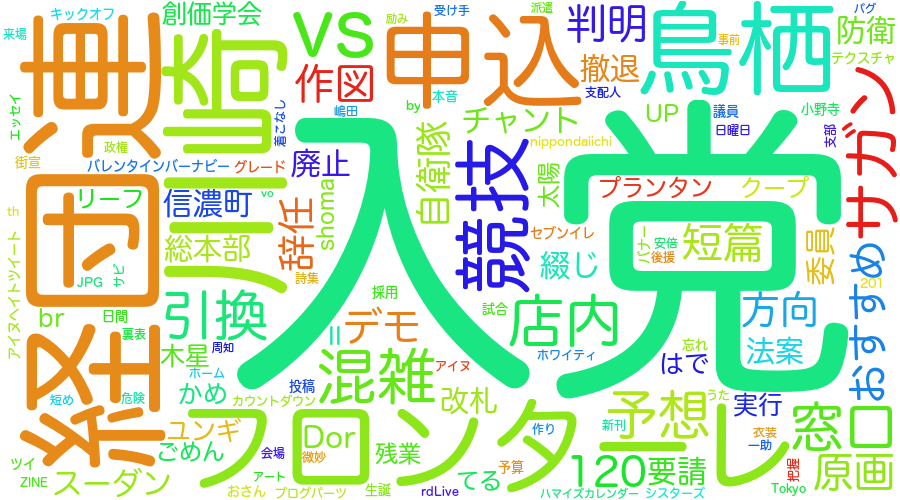 入党
経団連
川崎
フロンターレ
鳥栖
申込
vs
競技
サガン
店内
混雑
予想
引換
窓口
おすすめ
判明
作図
撤退
防衛
テクスチャ
バグ
創価学会
キックオフ
来場
エッセイ
街宣
政権
バレンタインバーナビー
グレード
リーフ
信濃町
総本部
廃止
辞任
shoma
自衛隊
チャント
by
本音
嶋田
着こなし
励み
受け手
派遣
事前
支配人
UP
議員
小野寺
nippondaiichi
日曜日
支部
太陽
プランタン
クープ
セブンイレ
綴じ
バナー
安倍
後援
短篇
委員
201
方向
法案
はで
忘れ
ホワイティ
試合
採用
デモ
II
詩集
vo
th
JPG
サビ
アイヌヘイトツイート
日間
裏表
br
木星
周知
ホーム
かめ
カウントダウン
投稿
アイヌ
改札
短め
危険
ユンギ
ごめん
会場
Dor
微妙
残業
てる
予算
作り
新刊
うた
実行
衣装
一助
把握
原画
120
要請
ツイ
ZINE
スーダン
アート
おさん
ブログパーツ
生誕
rdLive
ハマイズカレンダー
シスターズ
Tokyo